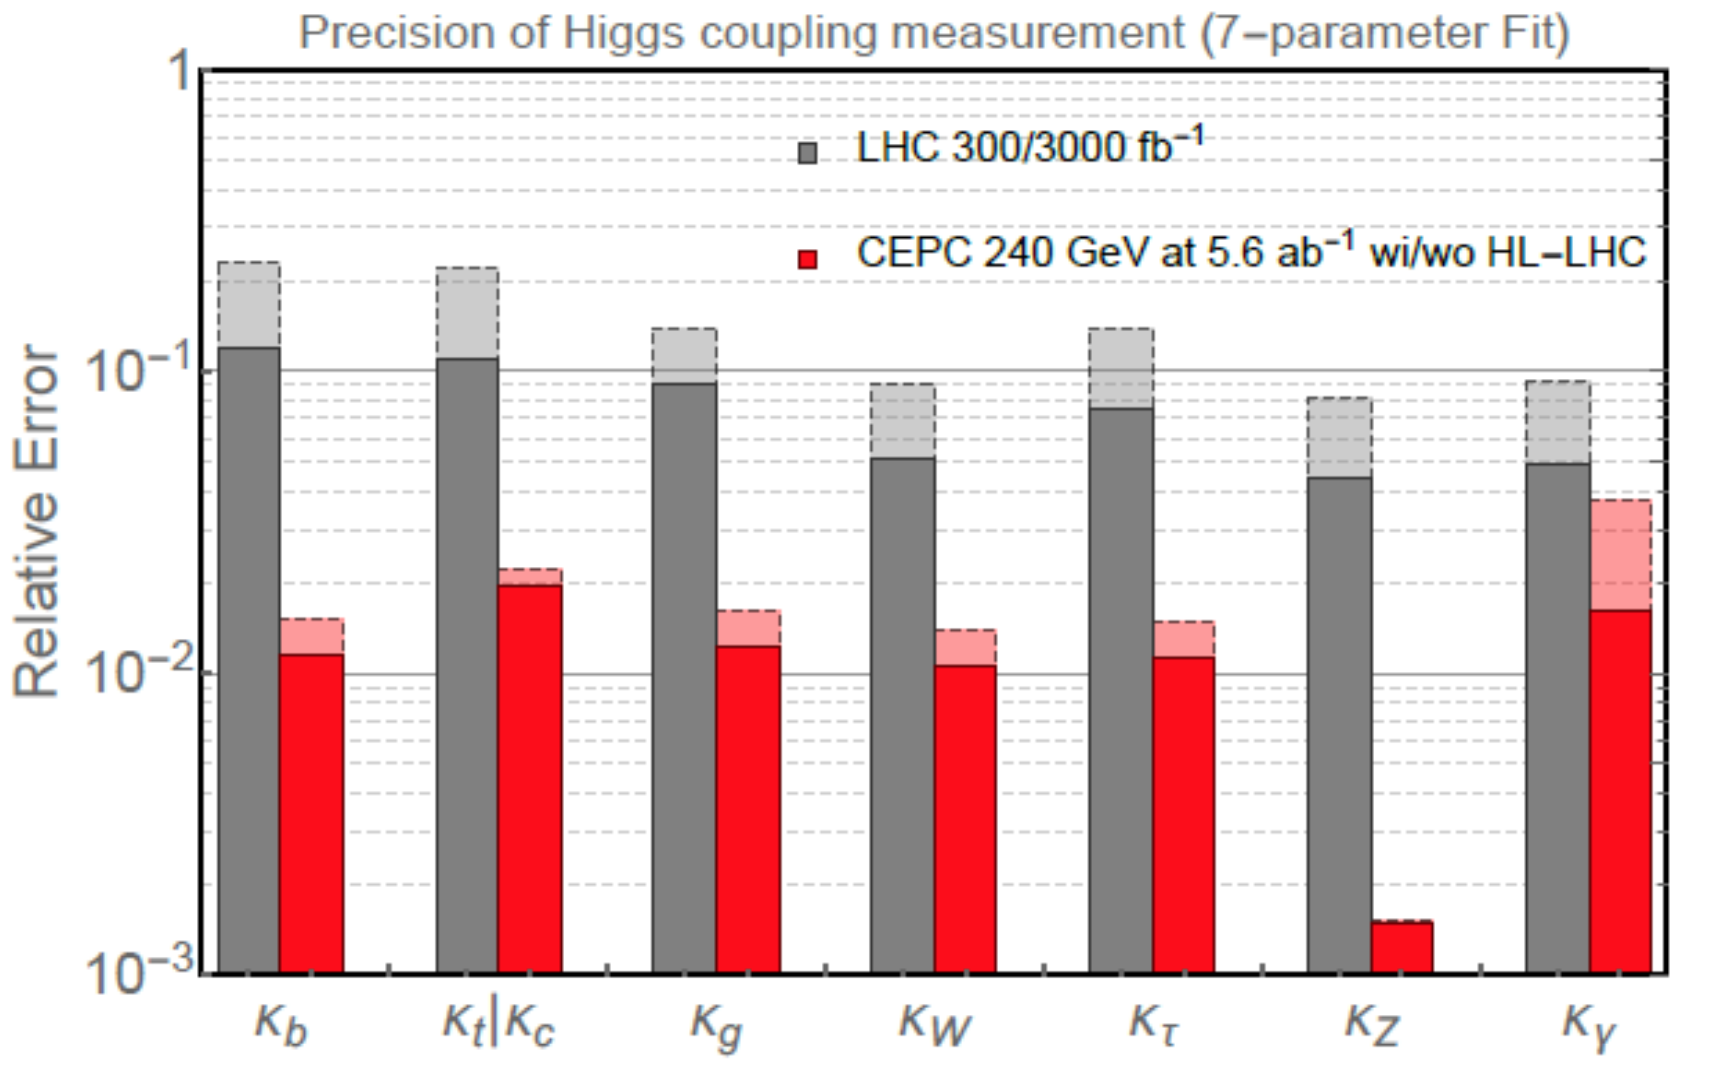 Precision of Higgs coupling measurement (7−parameter Fit)
1
LHC 300/3000 fb⁻¹
CEPC 240 GeV at 5.6 ab⁻¹ wi/wo HL−LHC
10⁻¹
Relative Error
10⁻²
10⁻³
κb κt|κc κg κW κτ κZ κγ